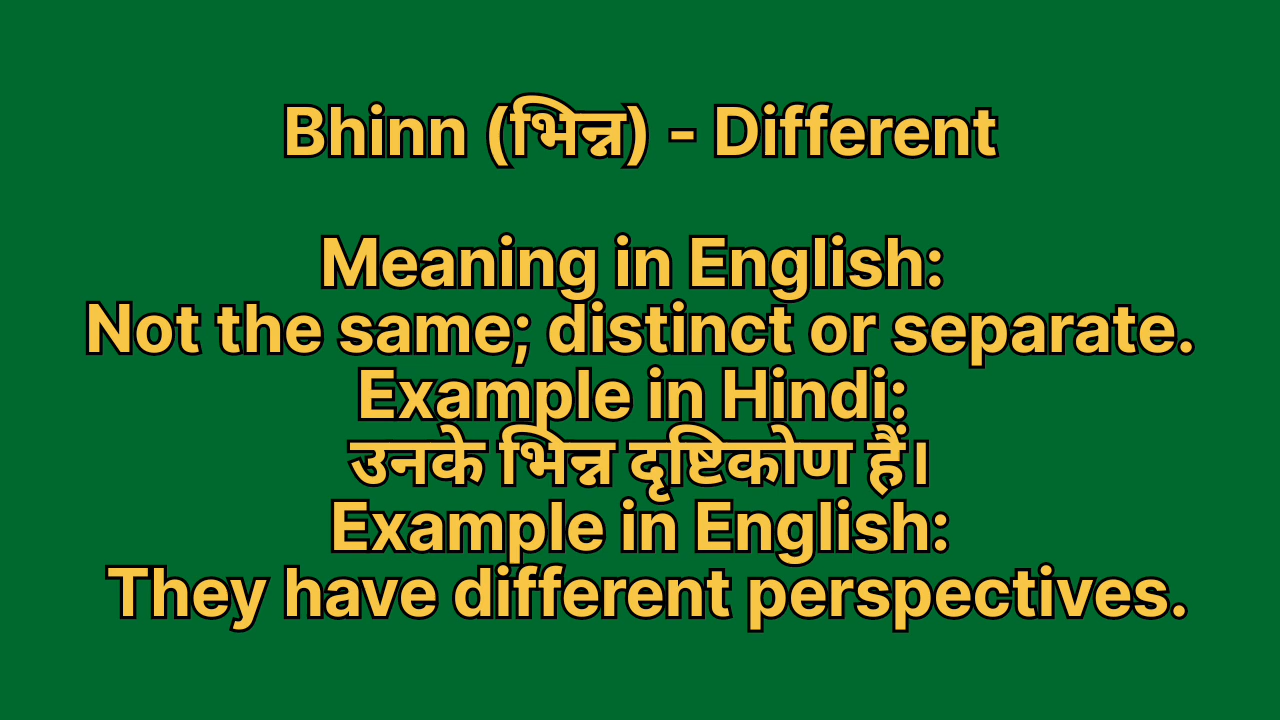 Bhinn (भिन्न) - Different
Meaning in English:
Not the same; distinct or separate.
Example in Hindi:
उनके भिन्न दृष्टिकोण हैं।
Example in English:
They have different perspectives.